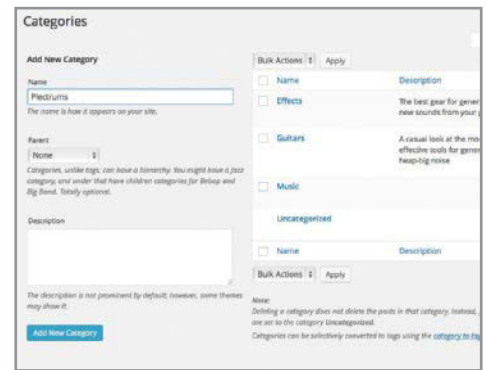 Categories
Add New Category
Name
Plectrums
The name is how it appears on your site.
Parent
None
Categories, unlike tags, can have a hierarchy. You might have a Jazz
category, and under that have children categories for Bebop and
Big Band. Totally optional.
Description
The description is not prominent by default; however, some themes
may show it.
Add New Category
Bulk Actions Apply
Name Description
Effects The best gear for gener
new sounds from your
Guitars A casual look at the mo
effective tools for gener
heap-big noise
Music
Uncategorized
Name Description
Bulk Actions Apply
Note:
Deleting a category does not delete the posts in that category. Instead,
are set to the category Uncategorized.
Categories can be selectively converted to tags using the category to tag